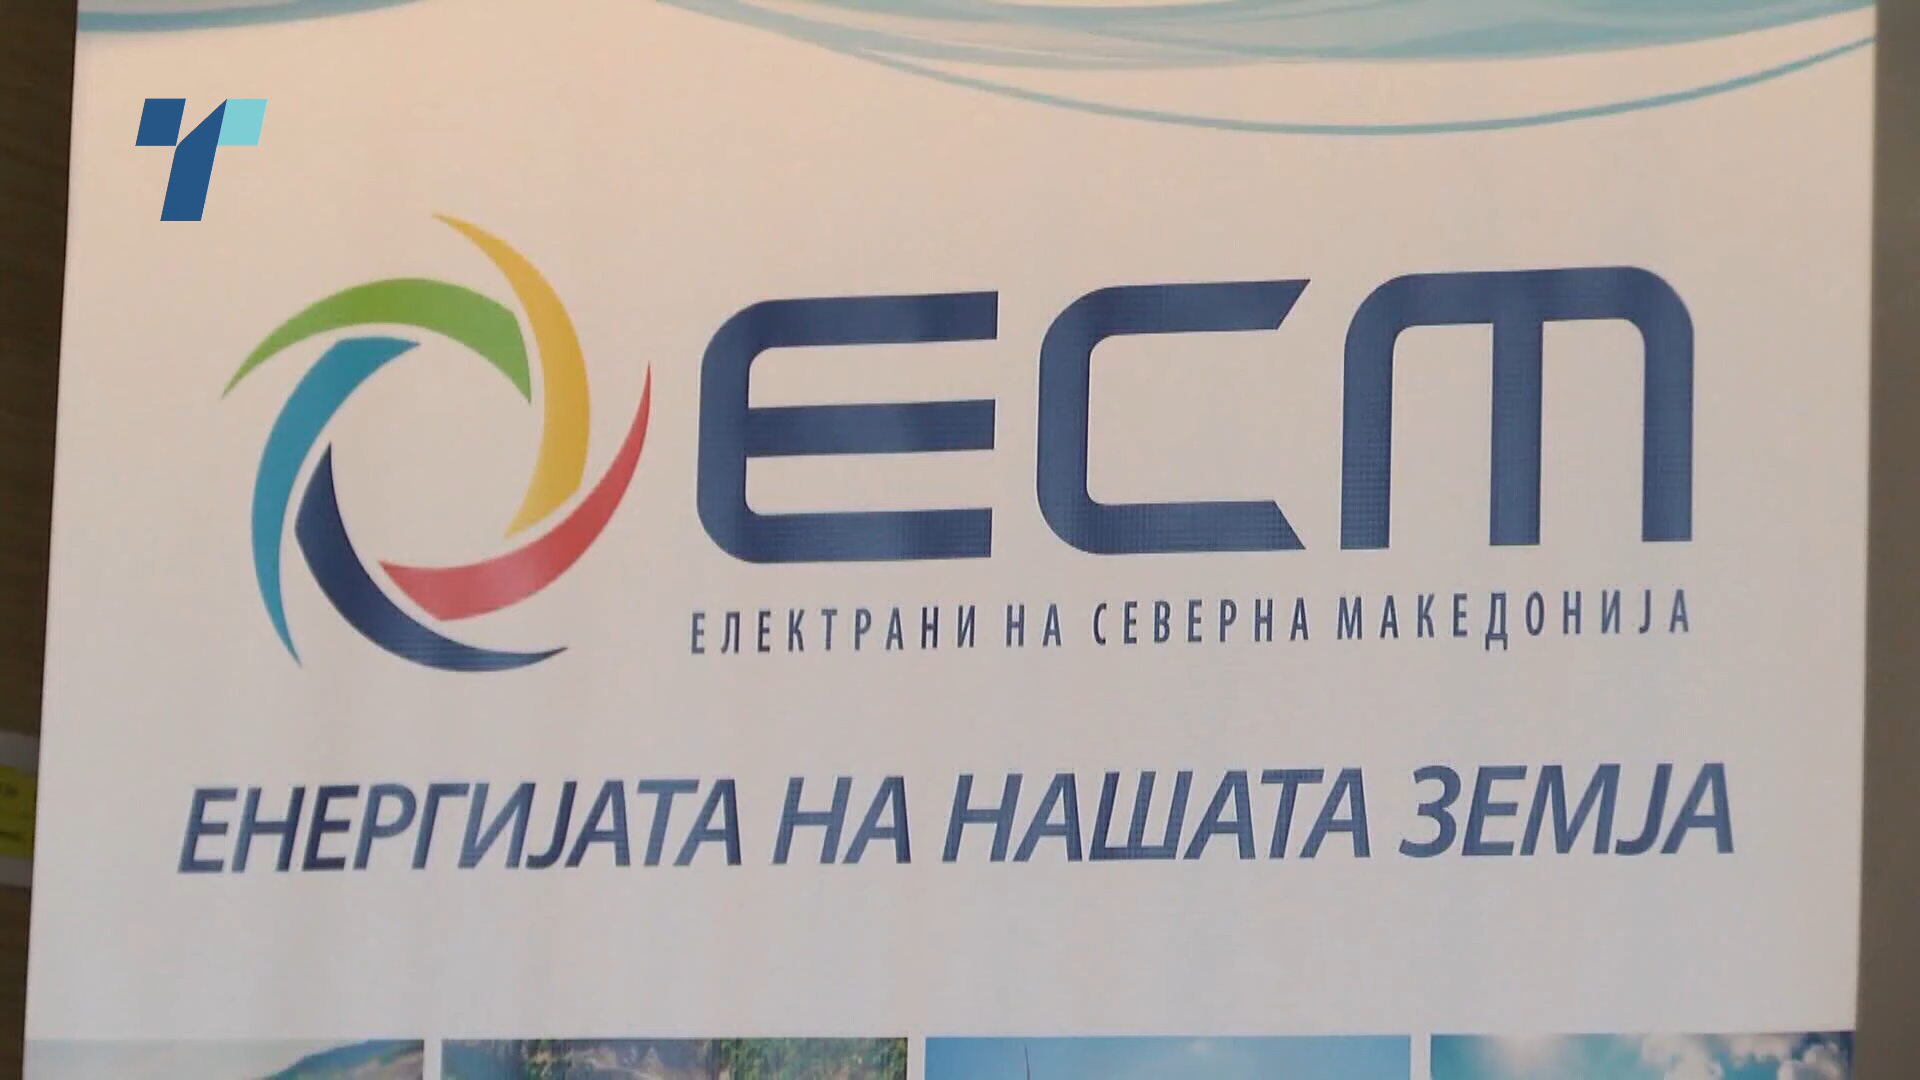 ЕСМ
ЕЛЕКТРАНИ НА СЕВЕРНА МАКЕДОНИЈА
ЕНЕРГИЈАТА НА НАШАТА ЗЕМЈА